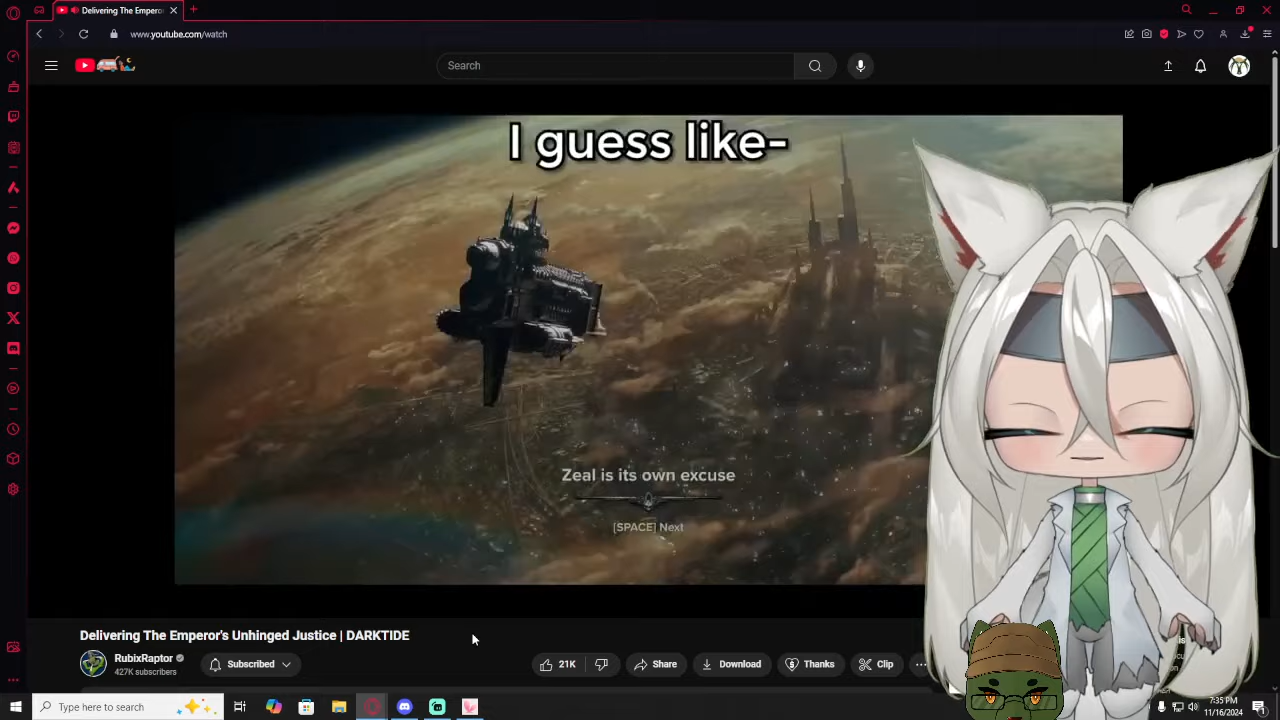 Delivering The Emperor
www.youtube.com/watch
Search
I guess like-
Zeal is its own excuse
[SPACE] Next
Delivering The Emperor's Unhinged Justice | DARKTIDE
RubixRaptor
427K subscribers
Subscribed
21K
Share
Download
Thanks
Clip
...
Type here to search
7:35 PM
11/16/2024